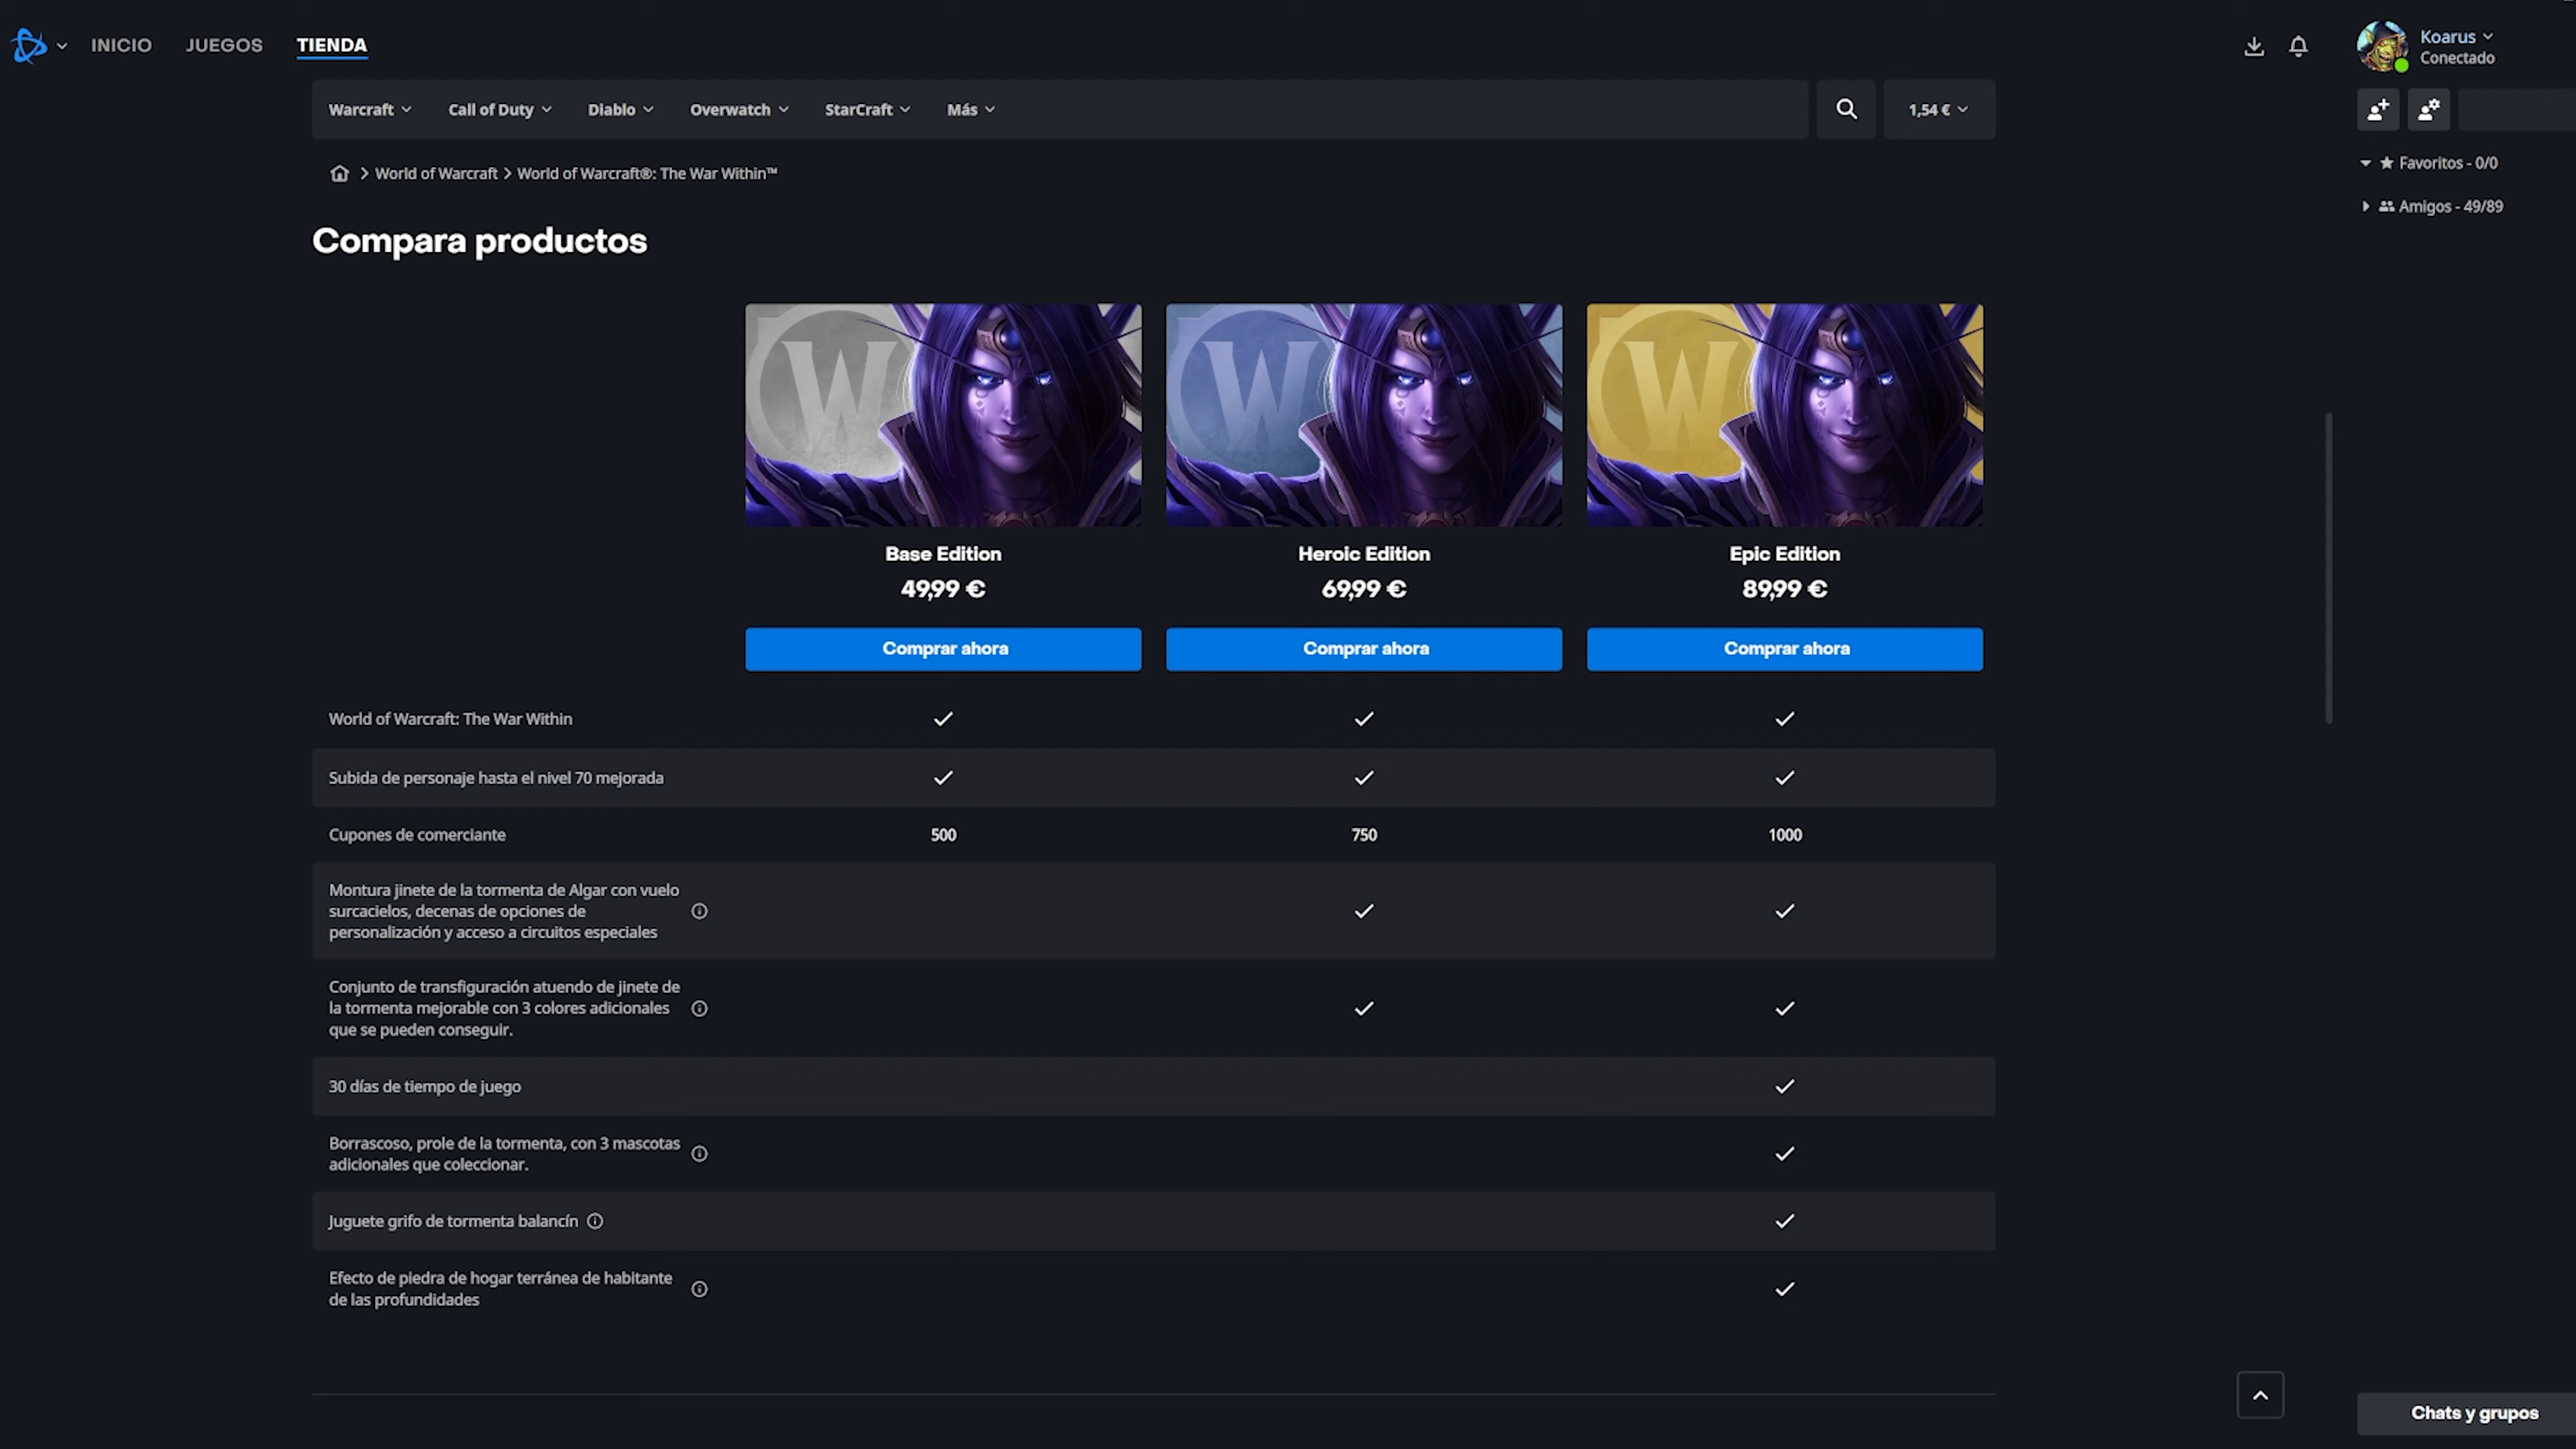 INICIO JUEGOS TIENDA
Koarus
Conectado
Warcraft Call of Duty Diablo Overwatch StarCraft Más 1,54 €
World of Warcraft World of Warcraft®: The War Within™
Favoritos - 0/0
Amigos - 49/89
Compara productos
W W W
Base Edition Heroic Edition Epic Edition
49,99 € 69,99 € 89,99 €
Comprar ahora Comprar ahora Comprar ahora
World of Warcraft: The War Within
Subida de personaje hasta el nivel 70 mejorada
Cupones de comerciante 500 750 1000
Montura jinete de la tormenta de Algar con vuelo
surcacielos, decenas de opciones de
personalización y acceso a circuitos especiales
Conjunto de transfiguración atuendo de jinete de
la tormenta mejorable con 3 colores adicionales
que se pueden conseguir.
30 días de tiempo de juego
Borrascoso, prole de la tormenta, con 3 mascotas
adicionales que coleccionar.
Juguete grifo de tormenta balancín
Efecto de piedra de hogar terránea de habitante
de las profundidades
Chats y grupos